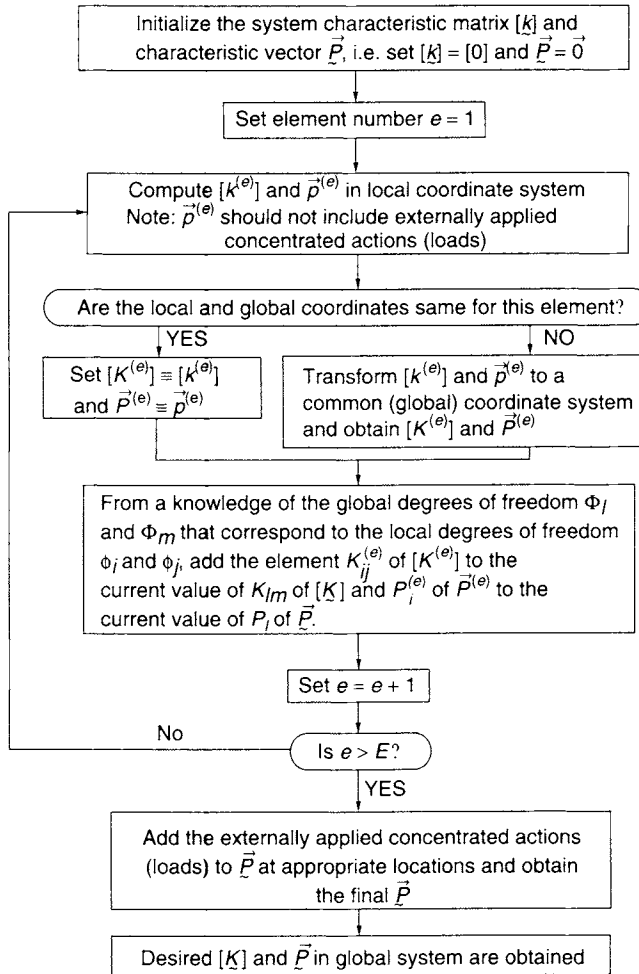 Initialize the system characteristic matrix [k̰] and
characteristic vector P̰⃗, i.e. set [k̰] = [0] and P̰⃗ = 0⃗
Set element number e = 1
Compute [k^(e)] and p⃗^(e) in local coordinate system
Note: p⃗^(e) should not include externally applied
concentrated actions (loads)
Are the local and global coordinates same for this element?
YES
NO
Set [K^(e)] ≡ [k^(e)]
and P⃗^(e) ≡ p⃗^(e)
Transform [k^(e)] and p⃗^(e) to a
common (global) coordinate system
and obtain [K^(e)] and P⃗^(e)
From a knowledge of the global degrees of freedom Φ_l
and Φ_m that correspond to the local degrees of freedom
ϕ_i and ϕ_j, add the element K_ij^(e) of [K^(e)] to the
current value of K_lm of [K̰] and P_i^(e) of P⃗^(e) to the
current value of P_l of P̰⃗.
Set e = e + 1
No
Is e > E?
YES
Add the externally applied concentrated actions
(loads) to P̰⃗ at appropriate locations and obtain
the final P̰⃗
Desired [K̰] and P̰⃗ in global system are obtained